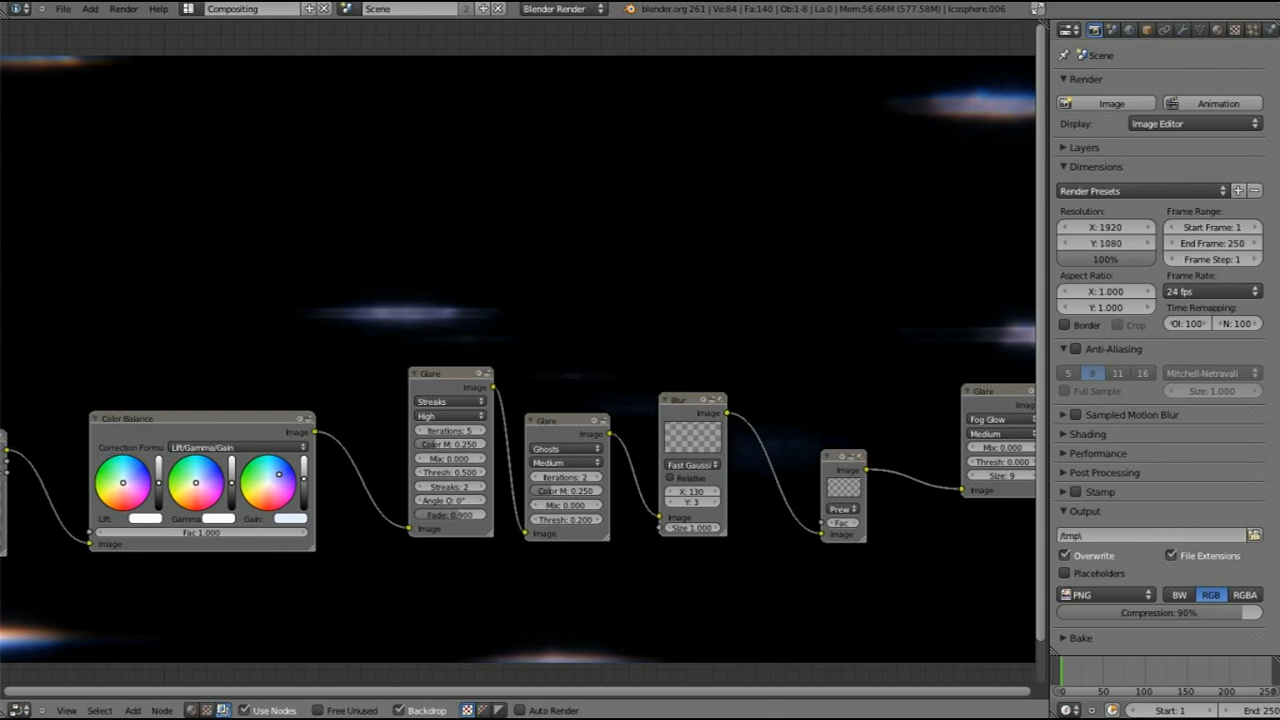 File Add Render Help Compositing Scene 2 Blender Render blender.org 261 | Ve:84 | Fa:140 | Ob:1-8 | La:0 | Mem:56.66M (577.58M) | Icosphere.006
Scene
Render
Image Animation
Display: Image Editor
Layers
Dimensions
Render Presets
Resolution: Frame Range:
X: 1920 Start Frame: 1
Y: 1080 End Frame: 250
100% Frame Step: 1
Aspect Ratio: Frame Rate:
X: 1.000 24 fps
Y: 1.000 Time Remapping:
Border Crop Ol: 100 N: 100
Anti-Aliasing
5 8 11 16 Mitchell-Netravali
Full Sample Size: 1.000
Sampled Motion Blur
Shading
Performance
Post Processing
Stamp
Output
/tmp\
Overwrite File Extensions
Placeholders
PNG BW RGB RGBA
Compression: 90%
Bake
0 50 100 150 200 250
Start: 1 End: 250
Color Balance
Image
Correction Formu Lift/Gamma/Gain
Lift: Gamma: Gain:
Fac 1.000
Image
Glare
Image
Streaks
High
Iterations: 5
Color M: 0.250
Mix: 0.000
Thresh: 0.500
Streaks: 2
Angle O: 0°
Fade: 0.900
Image
Glare
Image
Ghosts
Medium
Iterations: 2
Color M: 0.250
Mix: 0.000
Thresh: 0.200
Image
Blur
Image
Fast Gaussi
Relative
X: 130
Y: 3
Image
Size 1.000
Image
Prew
Fac
Image
Glare
Imag
Fog Glow
Medium
Mix: 0.000
Thresh: 0.000
Size: 9
Image
View Select Add Node Use Nodes Free Unused Backdrop Auto Render